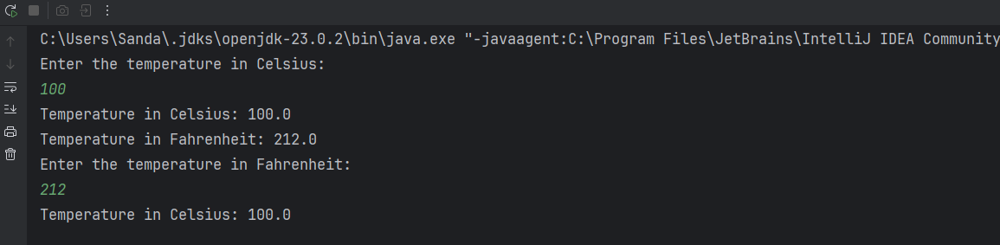 C:\Users\Sanda\.jdks\openjdk-23.0.2\bin\java.exe "-javaagent:C:\Program Files\JetBrains\IntelliJ IDEA Community
Enter the temperature in Celsius:
100
Temperature in Celsius: 100.0
Temperature in Fahrenheit: 212.0
Enter the temperature in Fahrenheit:
212
Temperature in Celsius: 100.0